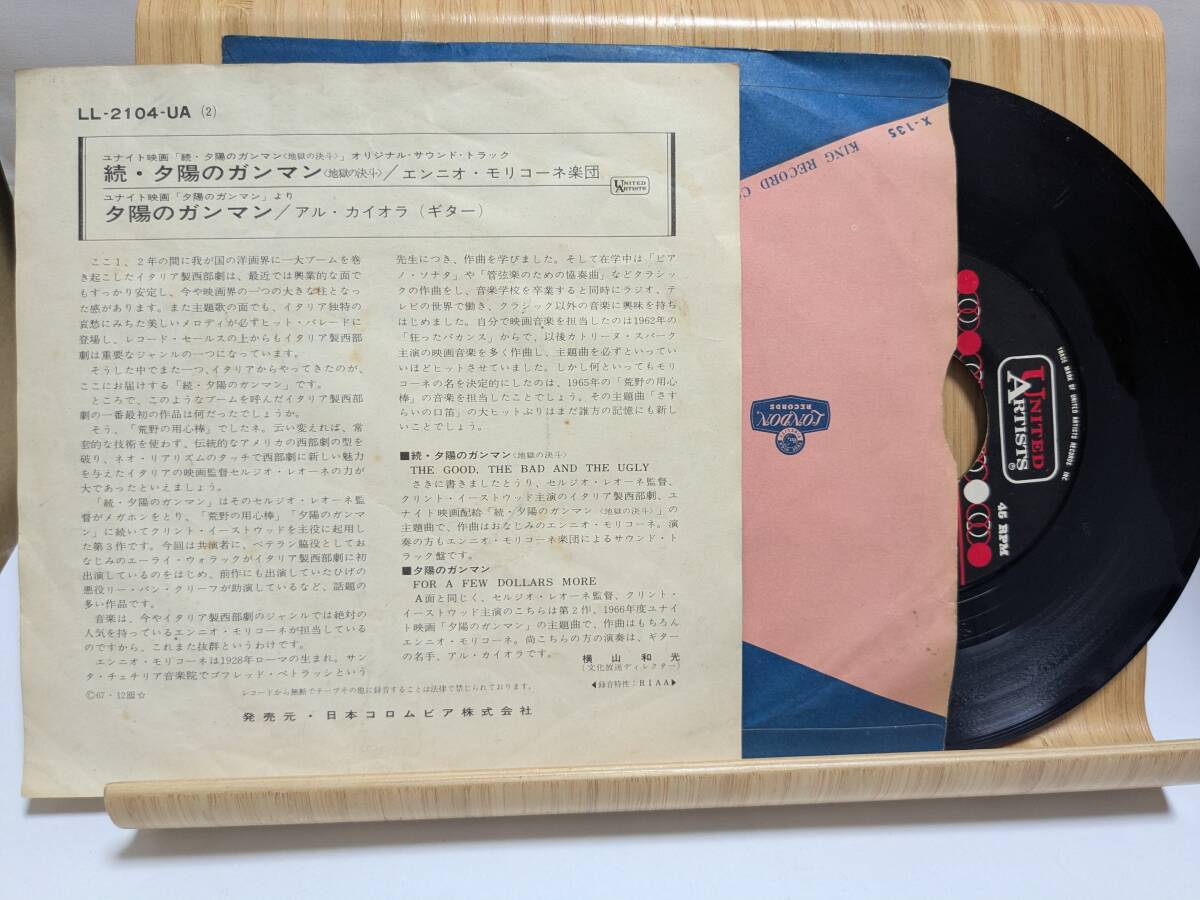 LL-2104-UA (2)
ユナイト映画「続・夕陽のガンマン〈地獄の決斗〉」オリジナル・サウンド・トラック
続・夕陽のガンマン〈地獄の決斗〉／エンニオ・モリコーネ楽団
ユナイト映画「夕陽のガンマン」より
夕陽のガンマン／アル・カイオラ（ギター）
UNITED
ARTISTS
ここ1、2年の間に我が国の洋画界に一大ブームを巻
き起こしたイタリア製西部劇は、最近では興業的な面で
もすっかり安定し、今や映画界の一つの大きな柱となっ
た感があります。また主題歌の面でも、イタリア独特の
哀愁にみちた美しいメロディが必ずヒット・パレードに
登場し、レコード・セールスの上からもイタリア製西部
劇は重要なジャンルの一つになっています。
そうした中でまた一つ、イタリアからやってきたのが、
ここにお届けする「続・夕陽のガンマン」です。
ところで、このようなブームを呼んだイタリア製西部
劇の一番最初の作品は何だったでしょうか。
そう、「荒野の用心棒」でしたネ。云い変えれば、常
套的な技術を使わず、伝統的なアメリカの西部劇の型を
破り、ネオ・リアリズムのタッチで西部劇に新しい魅力
を与えたイタリアの映画監督セルジオ・レオーネの力が
大であったといえましょう。
「続・夕陽のガンマン」はそのセルジオ・レオーネ監
督がメガホンをとり、「荒野の用心棒」「夕陽のガンマ
ン」に続いてクリント・イーストウッドを主役に起用し
た第3作です。今回は共演者に、ベテラン脇役としてお
なじみのエーライ・ウォラックがイタリア製西部劇に初
出演しているのをはじめ、前作にも出演していたひげの
悪役リー・バン・クリーフが助演しているなど、話題の
多い作品です。
音楽は、今やイタリア製西部劇のジャンルでは絶対の
人気を持っているエンニオ・モリコーネが担当している
のですから、これまた抜群というわけです。
エンニオ・モリコーネは1928年ローマの生まれ。サン
タ・チェチリア音楽院でゴフレッド・ペトラッシという
先生につき、作曲を学びました。そして在学中は「ピア
ノ・ソナタ」や「管弦楽のための協奏曲」などクラシッ
クの作曲をし、音楽学校を卒業すると同時にラジオ、テ
レビの世界で働き、クラシック以外の音楽に興味を持ち
はじめました。自分で映画音楽を担当したのは1962年の
「狂ったバカンス」からで、以後カトリーヌ・スパーク
主演の映画音楽を多く作曲し、主題曲を必ずといってい
いほどヒットさせていました。しかし何といってもモリ
コーネの名を決定的にしたのは、1965年の「荒野の用心
棒」の音楽を担当したことでしょう。その主題曲「さす
らいの口笛」の大ヒットぶりはまだ誰方の記憶にも新し
いことでしょう。
■続・夕陽のガンマン〈地獄の決斗〉
THE GOOD, THE BAD AND THE UGLY
さきに書きましたとうり、セルジオ・レオーネ監督、
クリント・イーストウッド主演のイタリア製西部劇、ユ
ナイト映画配給「続・夕陽のガンマン〈地獄の決斗〉」の
主題曲で、作曲はおなじみのエンニオ・モリコーネ。演
奏の方もエンニオ・モリコーネ楽団によるサウンド・ト
ラック盤です。
■夕陽のガンマン
FOR A FEW DOLLARS MORE
A面と同じく、セルジオ・レオーネ監督、クリント・
イーストウッド主演のこちらは第2作、1966年度ユナイ
ト映画「夕陽のガンマン」の主題曲で、作曲はもちろん
エンニオ・モリコーネ。尚こちらの方の演奏は、ギター
の名手、アル・カイオラです。
横山和光
（文化放送ディレクター）
Ⓒ67・12版☆
レコードから無断でテープその他に録音することは法律で禁じられております。
◀録音特性：RIAA▶
発売元・日本コロムビア株式会社
X-135
KING RECORD C
LONDON
RECORDS
TRADE MARK OF UNITED ARTISTS RECORDS INC
UNITED
ARTISTS
45 RPM